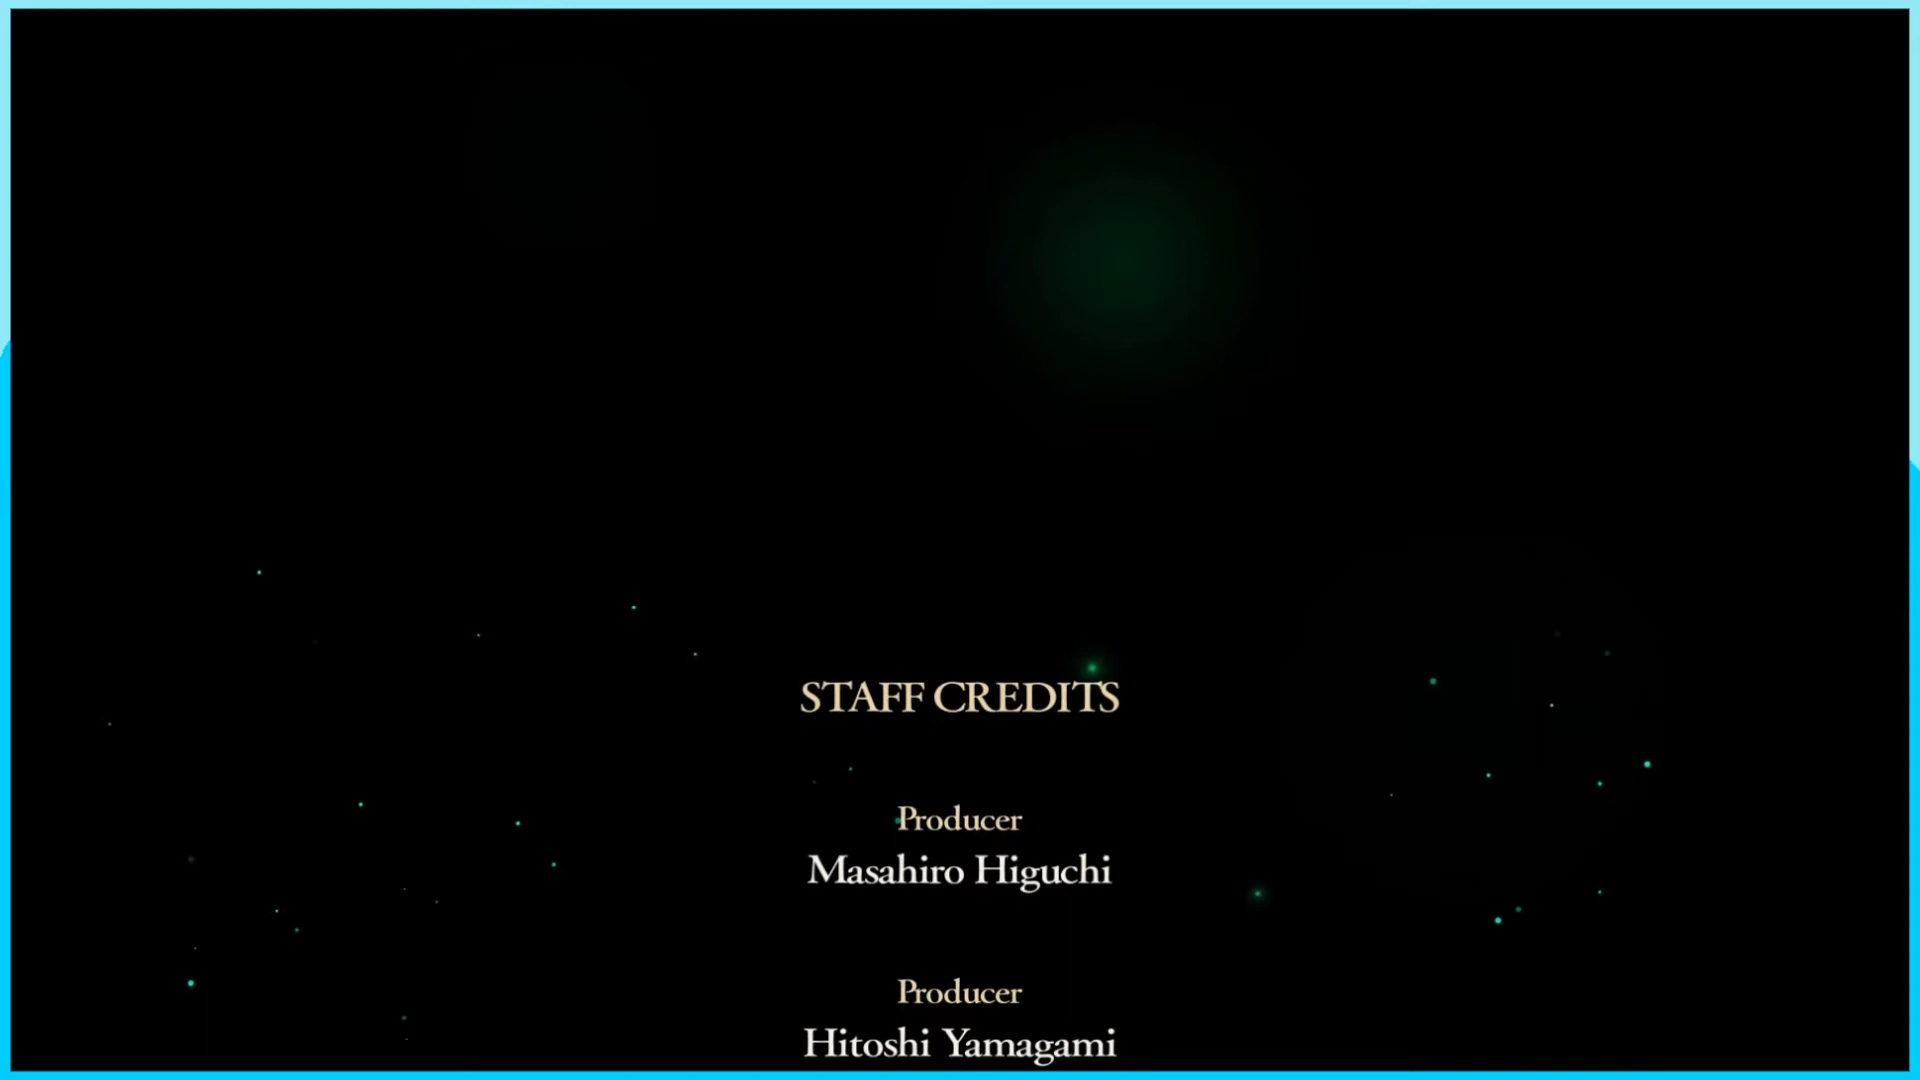 STAFF CREDITS
Producer
Masahiro Higuchi
Producer
Hitoshi Yamagami